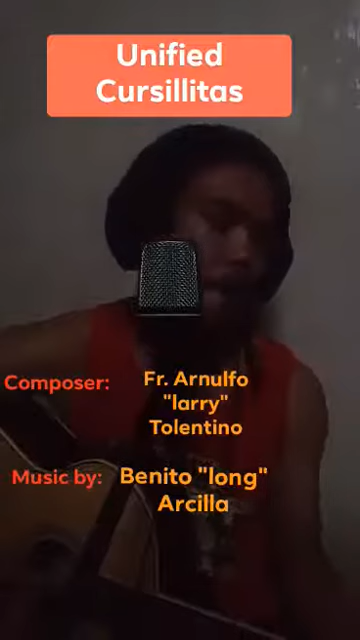 Unified
Cursillitas
Composer: Fr. Arnulfo
"larry"
Tolentino
Music by: Benito "long"
Arcilla